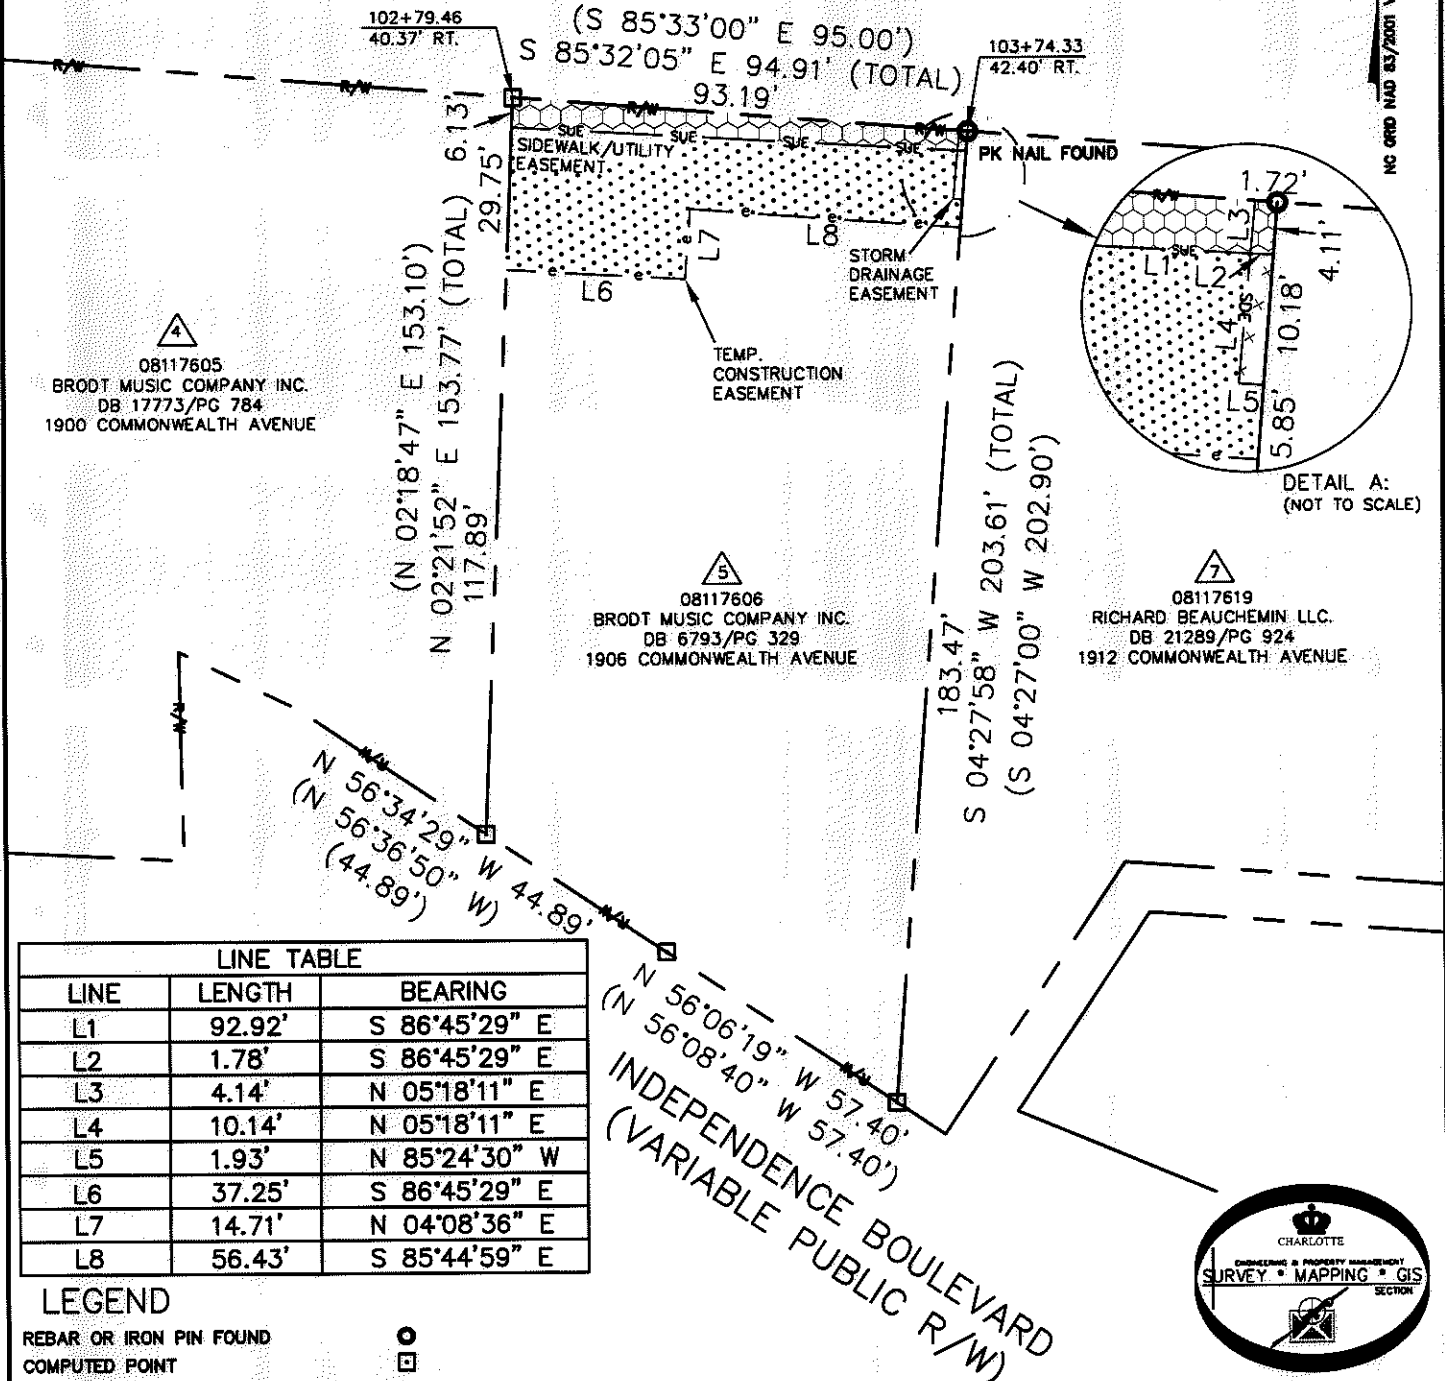 102+79.46
40.37' RT.
(S 85°33'00" E 95.00')
S 85°32'05" E 94.91' (TOTAL)
93.19'
103+74.33
42.40' RT.
NC GRID NAD 83/2001
R/W
R/W
R/W
R/W
6.13'
SUE
SUE
SUE
SUE
SIDEWALK/UTILITY
EASEMENT
PK NAIL FOUND
29.75'
(N 02°18'47" E 153.10')
N 02°21'52" E 153.77' (TOTAL)
117.89'
e
e
e
e
e
e
L6
L7
L8
STORM
DRAINAGE
EASEMENT
TEMP.
CONSTRUCTION
EASEMENT
R/W
1.72'
L3
SUE
L1
L2
4.11'
SDE
L4
10.18'
L5
5.85'
e
DETAIL A:
(NOT TO SCALE)
4
08117605
BRODT MUSIC COMPANY INC.
DB 17773/PG 784
1900 COMMONWEALTH AVENUE
5
08117606
BRODT MUSIC COMPANY INC.
DB 6793/PG 329
1906 COMMONWEALTH AVENUE
7
08117619
RICHARD BEAUCHEMIN LLC.
DB 21289/PG 924
1912 COMMONWEALTH AVENUE
183.47'
S 04°27'58" W 203.61' (TOTAL)
(S 04°27'00" W 202.90')
R/W
R/W
R/W
R/W
N 56°34'29" W 44.89'
(N 56°36'50" W)
(44.89')
N 56°06'19" W 57.40'
(N 56°08'40" W 57.40')
INDEPENDENCE BOULEVARD
(VARIABLE PUBLIC R/W)
LINE TABLE
LINE LENGTH BEARING
L1 92.92' S 86°45'29" E
L2 1.78' S 86°45'29" E
L3 4.14' N 05°18'11" E
L4 10.14' N 05°18'11" E
L5 1.93' N 85°24'30" W
L6 37.25' S 86°45'29" E
L7 14.71' N 04°08'36" E
L8 56.43' S 85°44'59" E
LEGEND
REBAR OR IRON PIN FOUND
COMPUTED POINT
CHARLOTTE
ENGINEERING & PROPERTY MANAGEMENT
SURVEY * MAPPING * GIS
SECTION